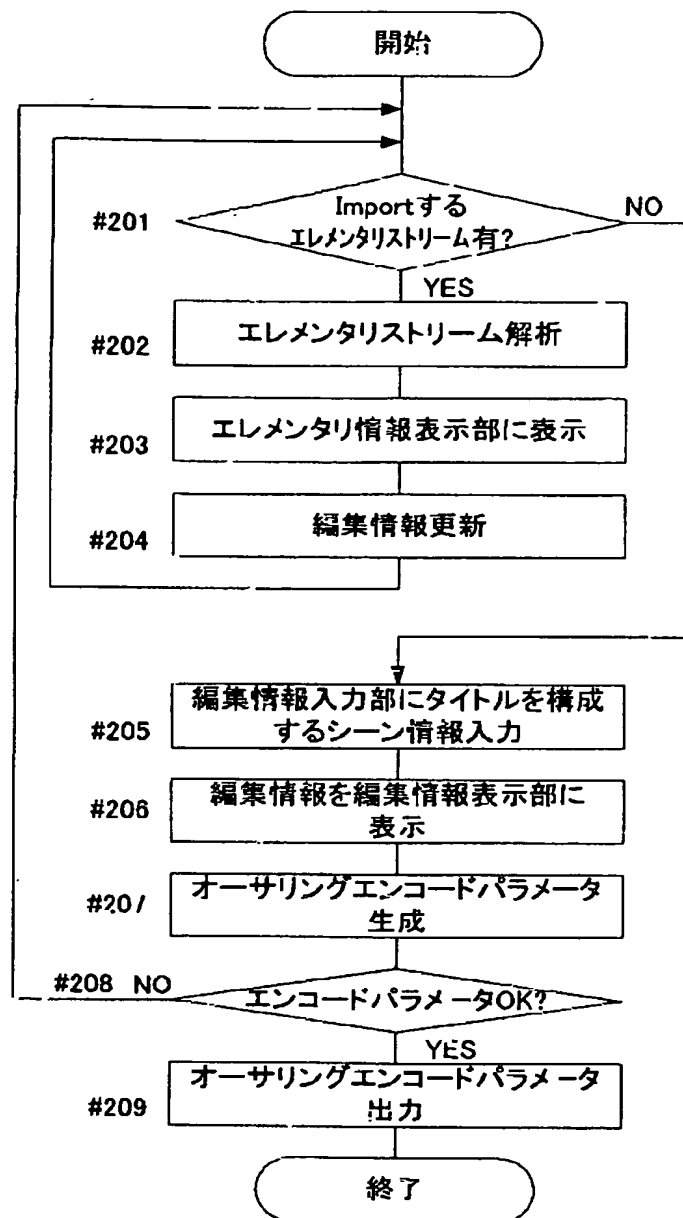 開始
Importする
#201
エレメンタリストリーム有?
NO
YES
#202
エレメンタリストリーム解析
#203
エレメンタリ情報表示部に表示
#204
編集情報更新
編集情報入力部にタイトルを構成
#205
するシーン情報入力
#206
編集情報を編集情報表示部に
表示
#207
オーサリングエンコードパラメータ
生成
#208 NO
エンコードパラメータOK?
YES
オーサリングエンコードパラメータ
#209
出力
終了